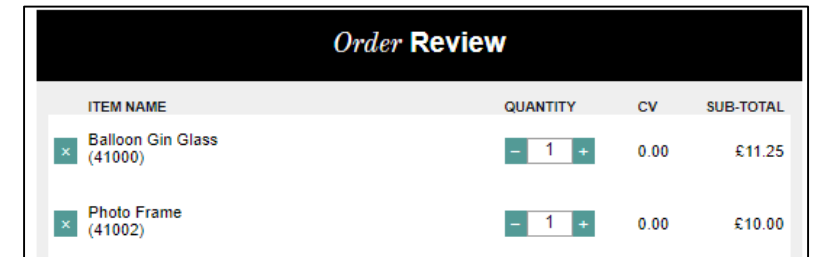 Order Review
ITEM NAME QUANTITY CV SUB-TOTAL
× Balloon Gin Glass
(41000) − 1 + 0.00 £11.25
× Photo Frame
(41002) − 1 + 0.00 £10.00